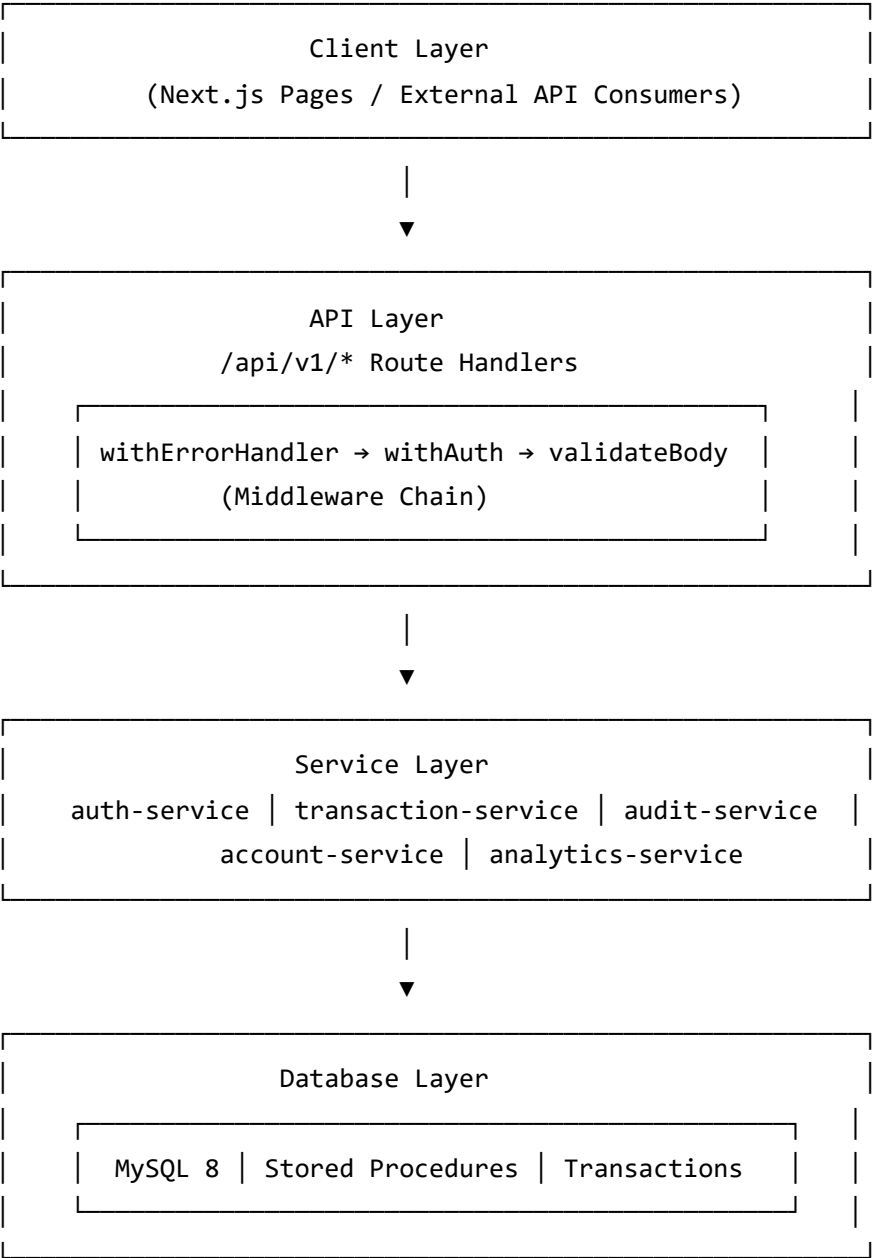 Client Layer
(Next.js Pages / External API Consumers)
▼
API Layer
/api/v1/* Route Handlers
withErrorHandler → withAuth → validateBody
(Middleware Chain)
▼
Service Layer
auth-service │ transaction-service │ audit-service
account-service │ analytics-service
▼
Database Layer
MySQL 8 │ Stored Procedures │ Transactions